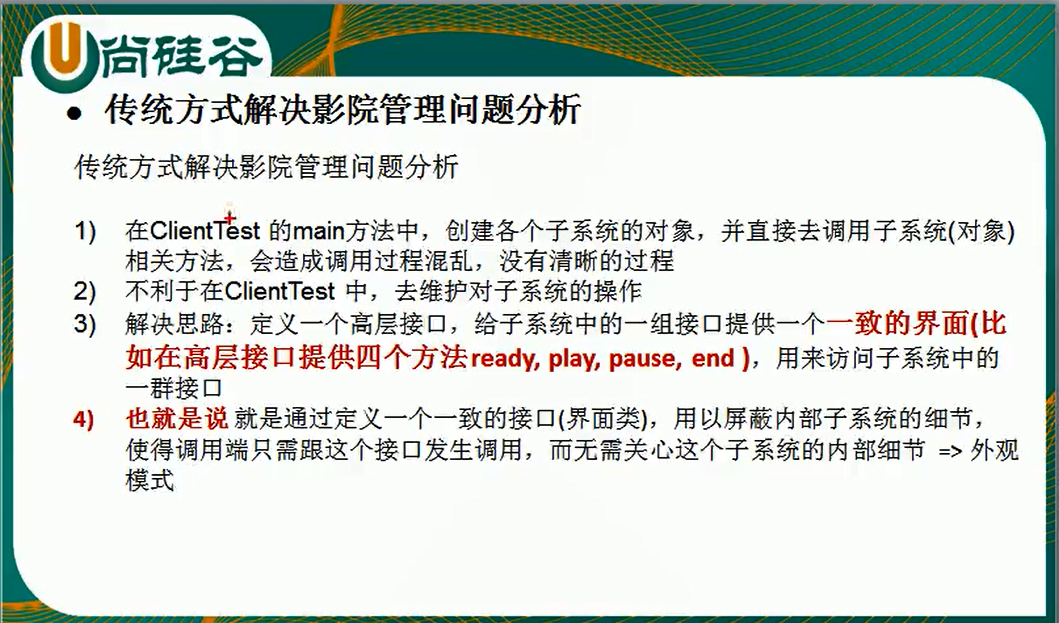 尚硅谷
● 传统方式解决影院管理问题分析
传统方式解决影院管理问题分析
1) 在ClientTest 的main方法中，创建各个子系统的对象，并直接去调用子系统(对象)
相关方法，会造成调用过程混乱，没有清晰的过程
2) 不利于在ClientTest 中，去维护对子系统的操作
3) 解决思路：定义一个高层接口，给子系统中的一组接口提供一个一致的界面(比
如在高层接口提供四个方法ready, play, pause, end )，用来访问子系统中的
一群接口
4) 也就是说 就是通过定义一个一致的接口(界面类)，用以屏蔽内部子系统的细节，
使得调用端只需跟这个接口发生调用，而无需关心这个子系统的内部细节 => 外观
模式